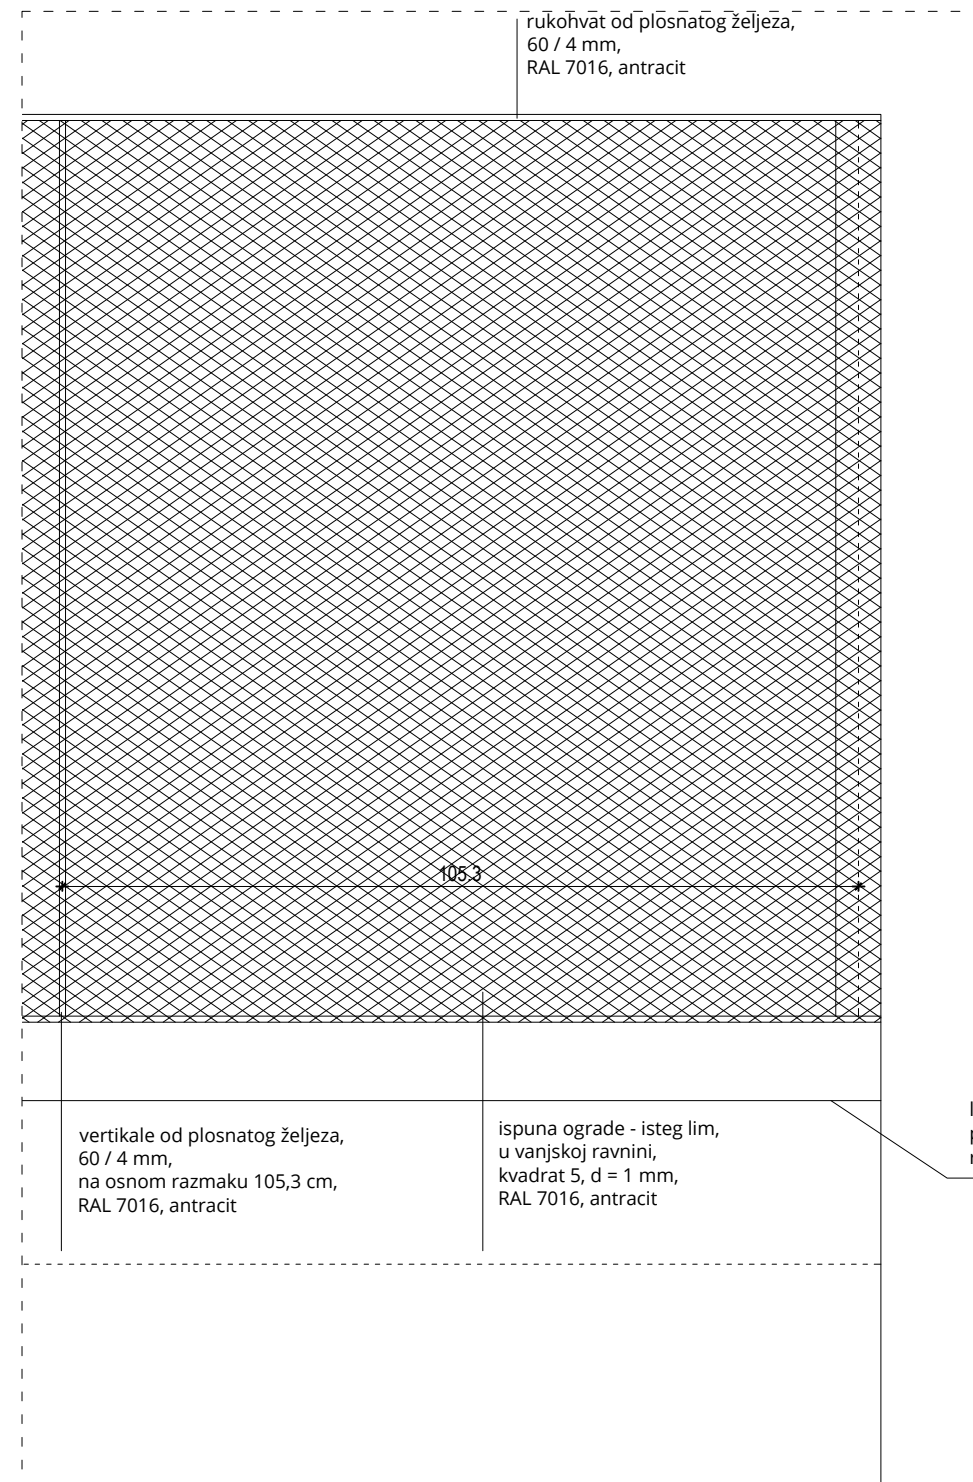 rukohvat od plosnatog željeza,
60 / 4 mm,
RAL 7016, antracit
105.3
vertikale od plosnatog željeza,
60 / 4 mm,
na osnom razmaku 105,3 cm,
RAL 7016, antracit
ispuna ograde - isteg lim,
u vanjskoj ravnini,
kvadrat 5, d = 1 mm,
RAL 7016, antracit